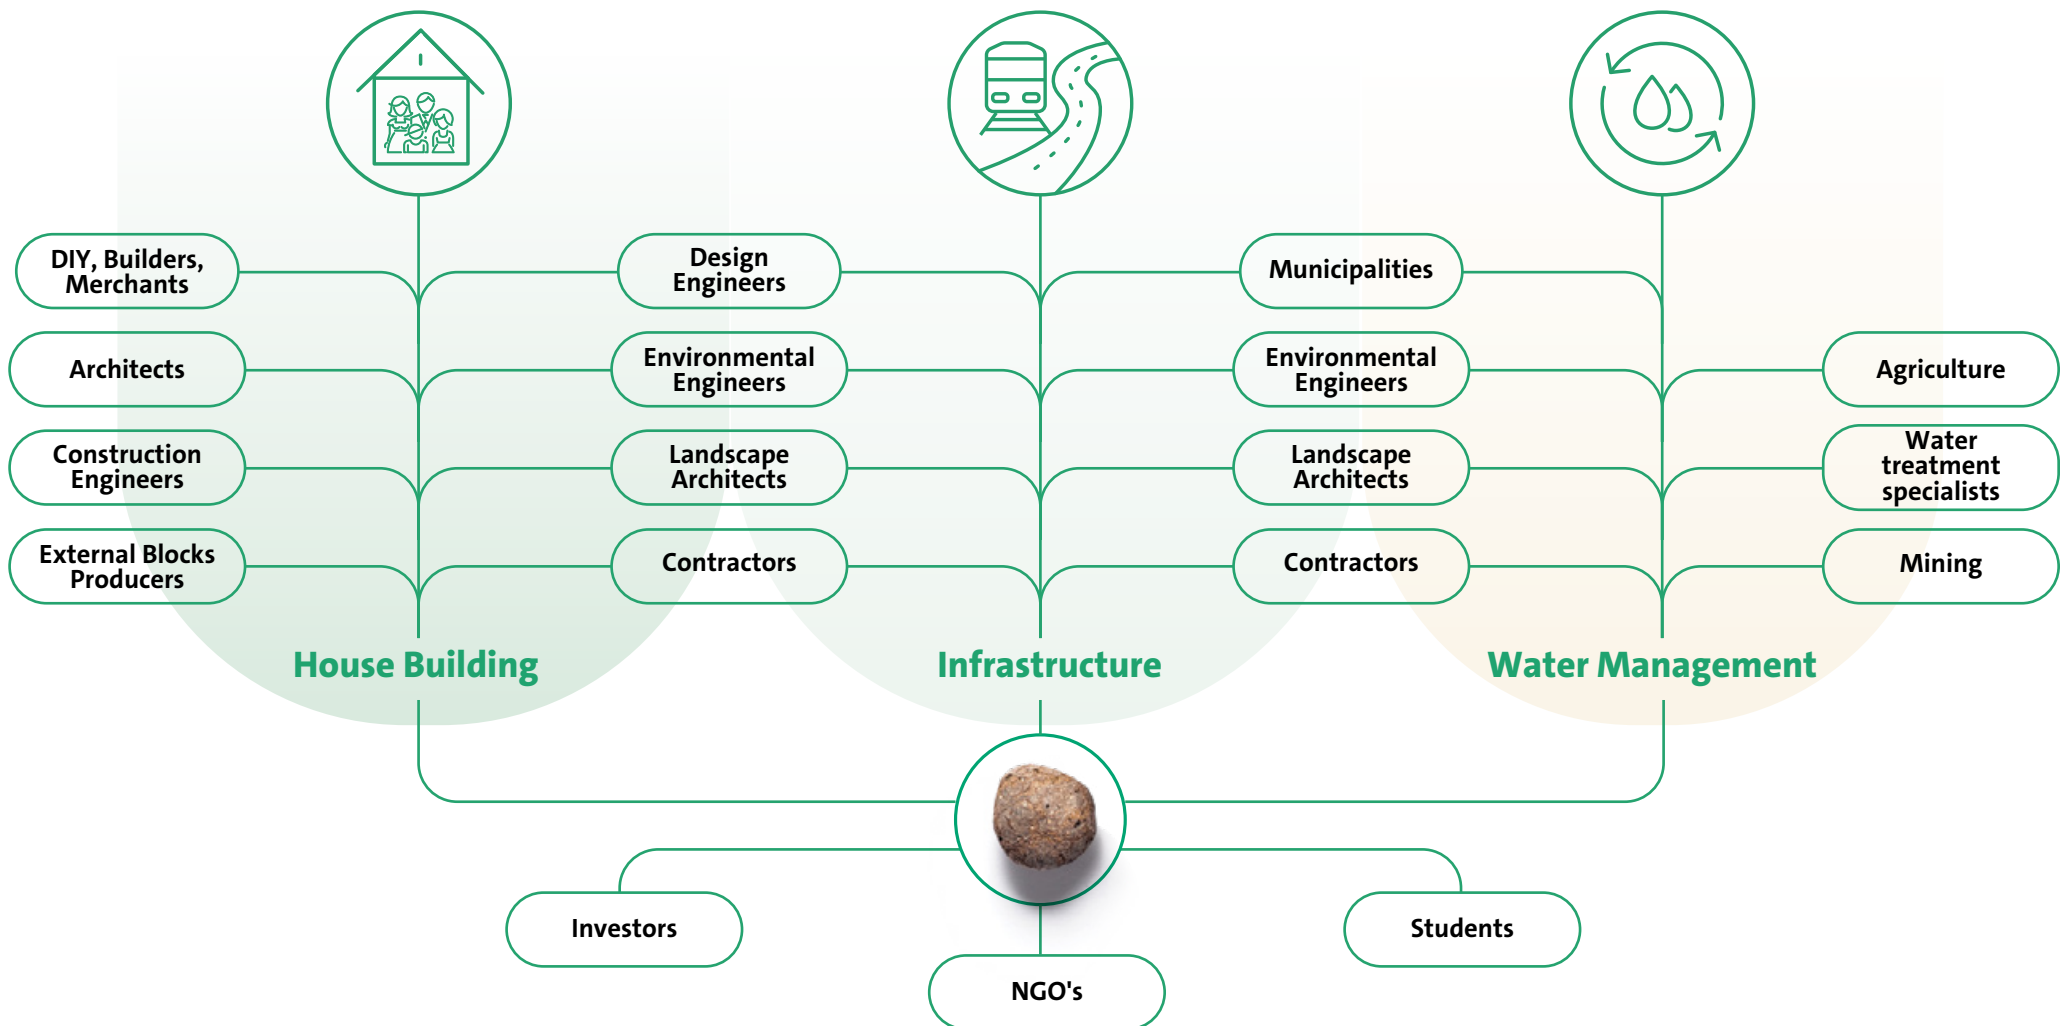 DIY, Builders,
Merchants
Design
Engineers
Municipalities
Architects
Environmental
Engineers
Environmental
Engineers
Agriculture
Construction
Engineers
Landscape
Architects
Landscape
Architects
Water
treatment
specialists
External Blocks
Producers
Contractors
Contractors
Mining
House Building
Infrastructure
Water Management
Investors
Students
NGO's